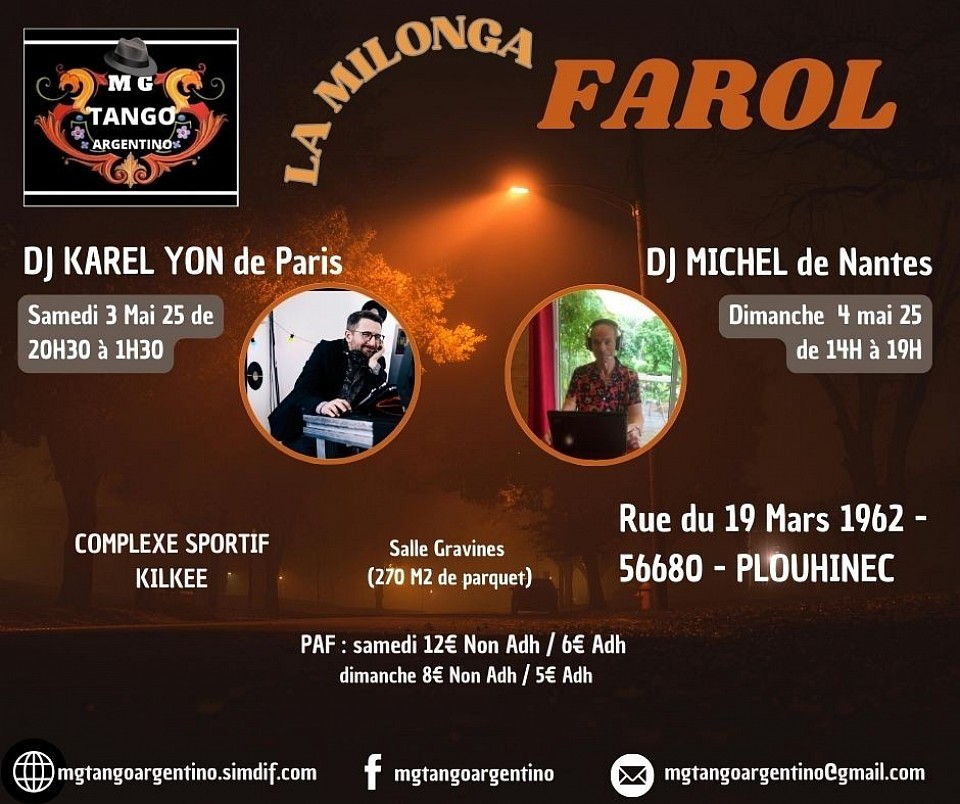 MG
TANGO
ARGENTINO
LA MILONGA
FAROL
DJ KAREL YON de Paris
Samedi 3 Mai 25 de
20H30 à 1H30
DJ MICHEL de Nantes
Dimanche 4 mai 25
de 14H à 19H
COMPLEXE SPORTIF
KILKEE
Salle Gravines
(270 M2 de parquet)
Rue du 19 Mars 1962 -
56680 - PLOUHINEC
PAF : samedi 12€ Non Adh / 6€ Adh
dimanche 8€ Non Adh / 5€ Adh
mgtangoargentino.simdif.com
mgtangoargentino
mgtangoargentino@gmail.com